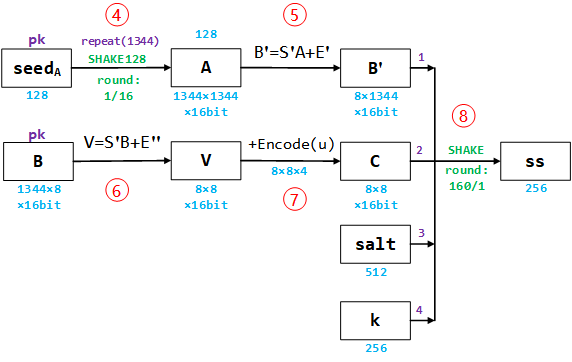 ④ ⑤
pk repeat(1344) 128
SHAKE128 B'=S'A+E'
seedA A B' 1
round:
128 1/16 1344×1344 8×1344
×16bit ×16bit
⑧
pk V=S'B+E'' +Encode(u) 2 SHAKE
B V C ss
8×8×4 round:
1344×8 8×8 8×8 160/1 256
×16bit ⑥ ×16bit ⑦ ×16bit
salt 3
512
k 4
256